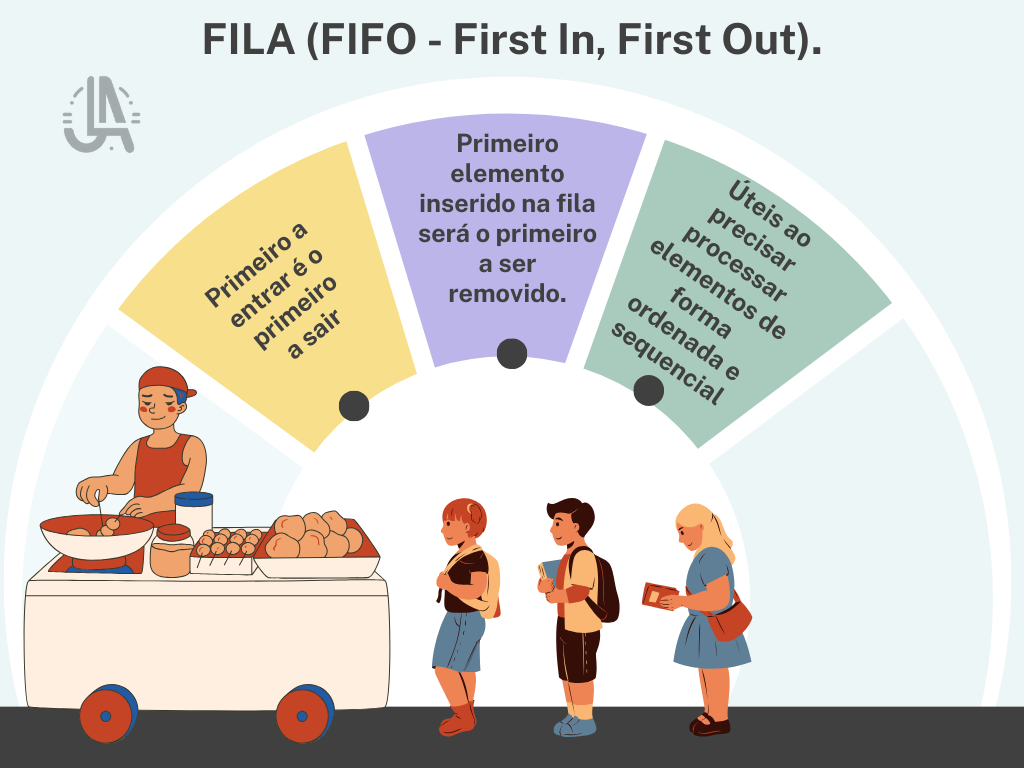 FILA (FIFO - First In, First Out).
JLA
Primeiro a
entrar é o
primeiro
a sair
Primeiro
elemento
inserido na fila
será o primeiro
a ser
removido.
Úteis ao
precisar
processar
elementos de
forma
ordenada e
sequencial